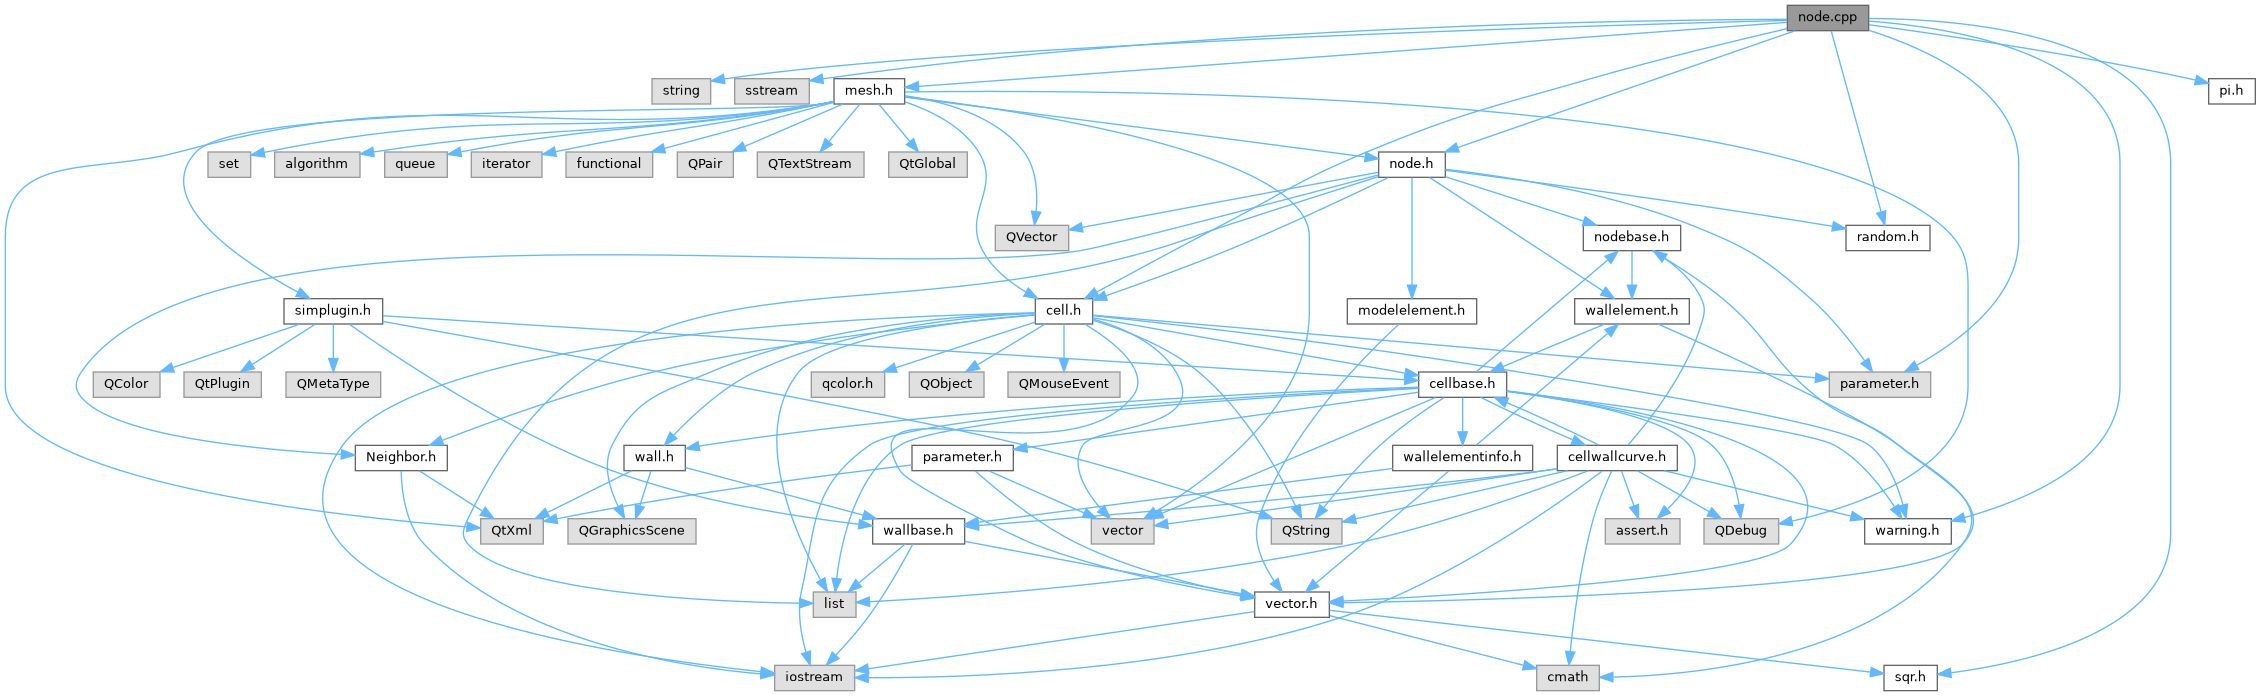 node.cpp
string
sstream
mesh.h
pi.h
set
algorithm
queue
iterator
functional
QPair
QTextStream
QtGlobal
node.h
QVector
nodebase.h
random.h
simplugin.h
cell.h
modelelement.h
wallelement.h
QColor
QtPlugin
QMetaType
qcolor.h
QObject
QMouseEvent
cellbase.h
parameter.h
Neighbor.h
wall.h
parameter.h
wallelementinfo.h
cellwallcurve.h
QtXml
QGraphicsScene
wallbase.h
vector
QString
assert.h
QDebug
warning.h
list
vector.h
iostream
cmath
sqr.h